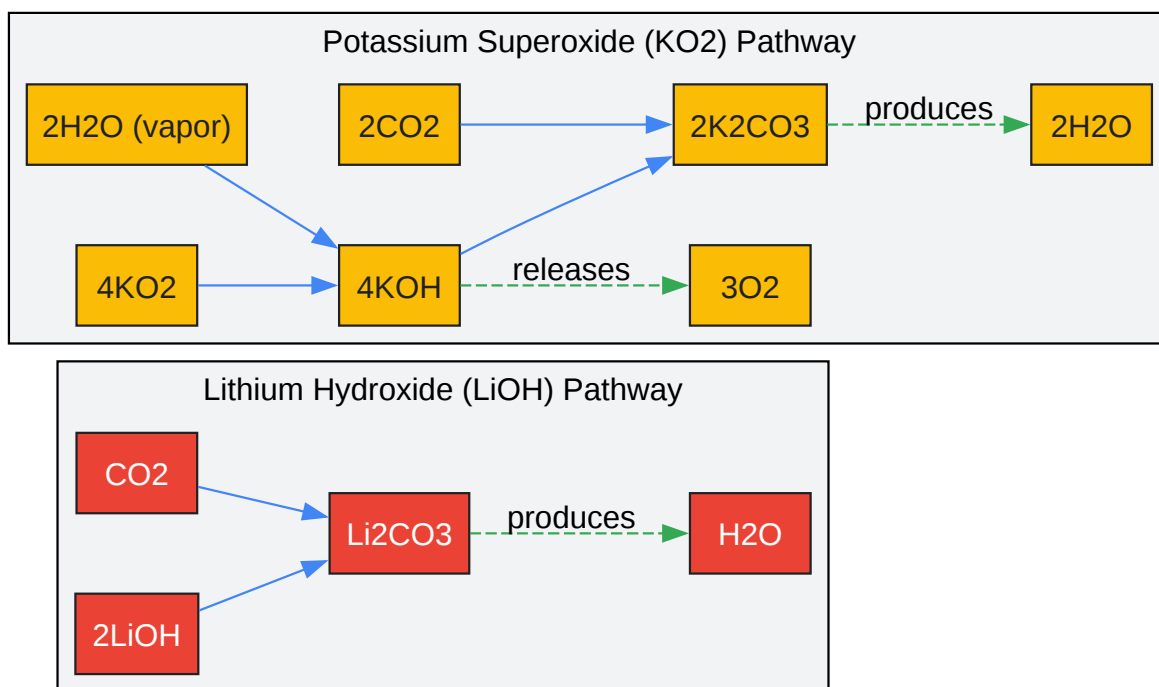 Potassium Superoxide (KO2) Pathway
2H2O (vapor)
2CO2
2K2CO3
produces
2H2O
4KO2
4KOH
releases
3O2
Lithium Hydroxide (LiOH) Pathway
CO2
Li2CO3
produces
H2O
2LiOH